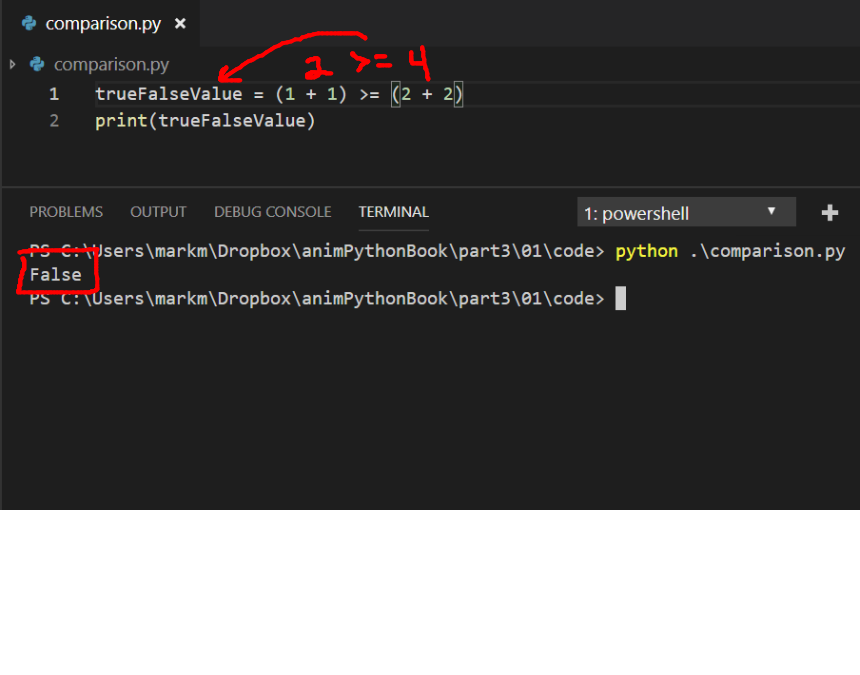 comparison.py ×
comparison.py
2 >= 4
1 trueFalseValue = (1 + 1) >= (2 + 2)
2 print(trueFalseValue)
PROBLEMS OUTPUT DEBUG CONSOLE TERMINAL 1: powershell
PS C:\Users\markm\Dropbox\animPythonBook\part3\01\code> python .\comparison.py
False
PS C:\Users\markm\Dropbox\animPythonBook\part3\01\code>